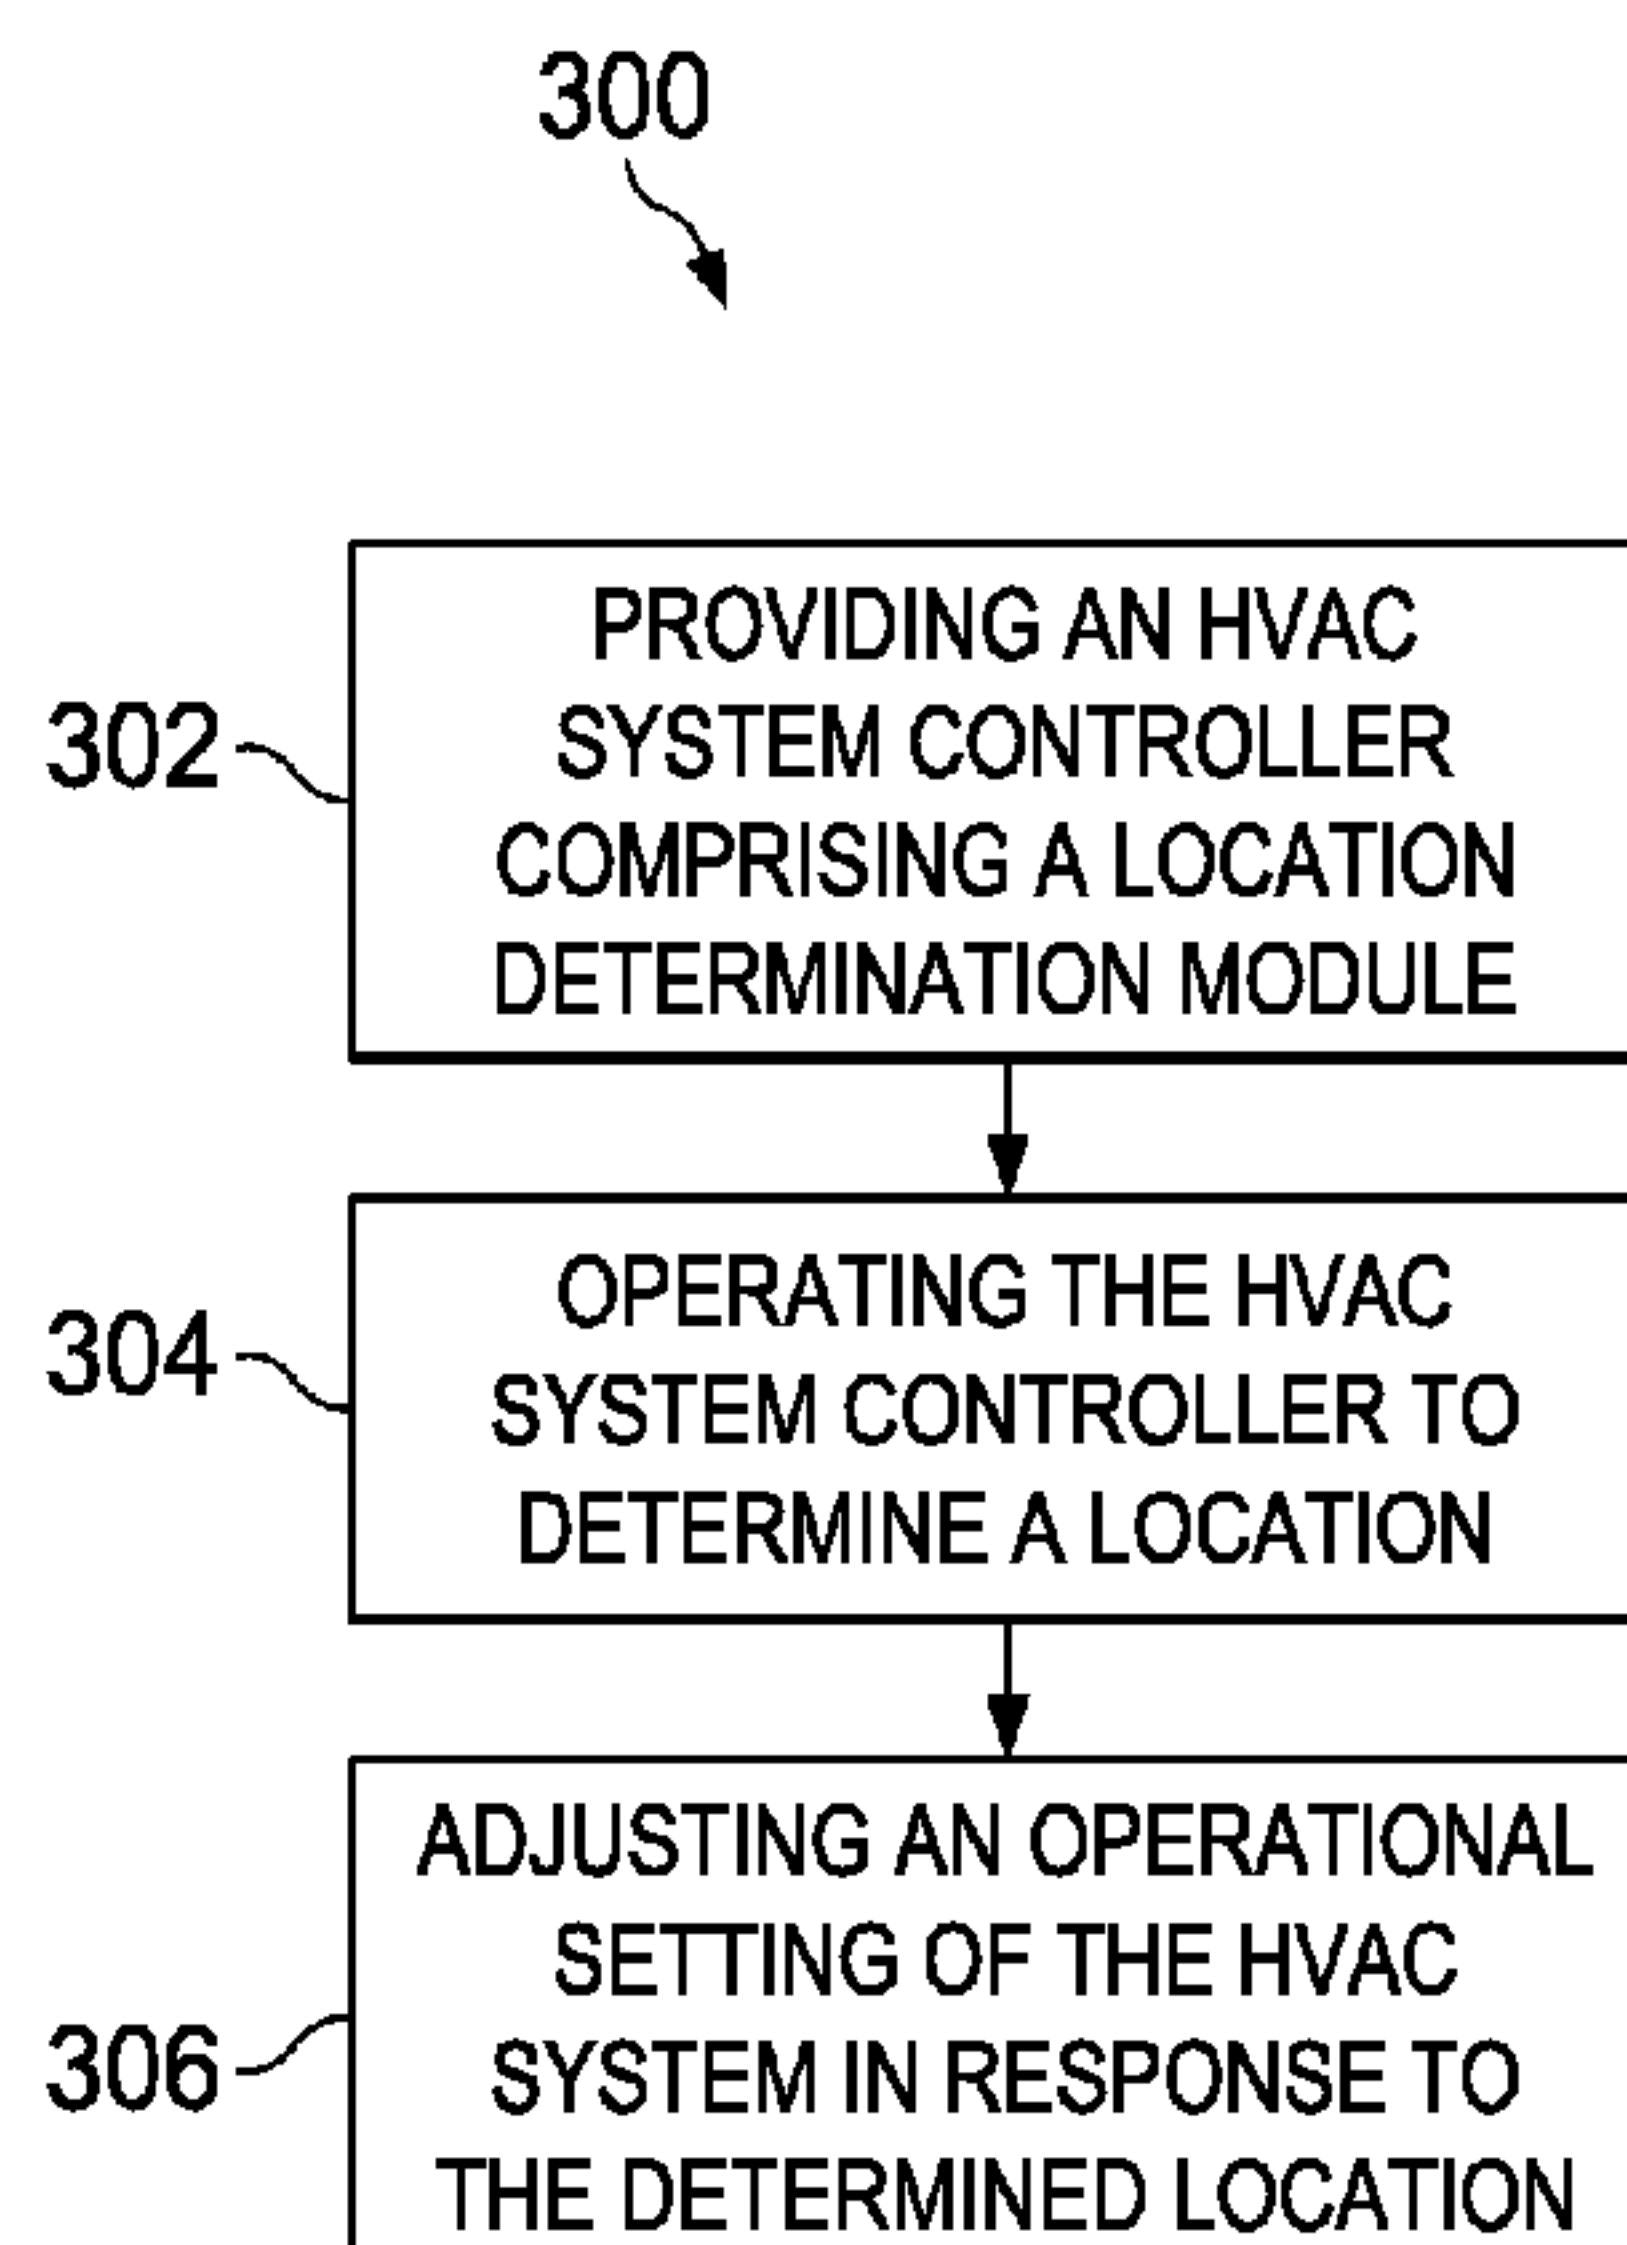 300
302
PROVIDING AN HVAC
SYSTEM CONTROLLER
COMPRISING A LOCATION
DETERMINATION MODULE
304
OPERATING THE HVAC
SYSTEM CONTROLLER TO
DETERMINE A LOCATION
306
ADJUSTING AN OPERATIONAL
SETTING OF THE HVAC
SYSTEM IN RESPONSE TO
THE DETERMINED LOCATION